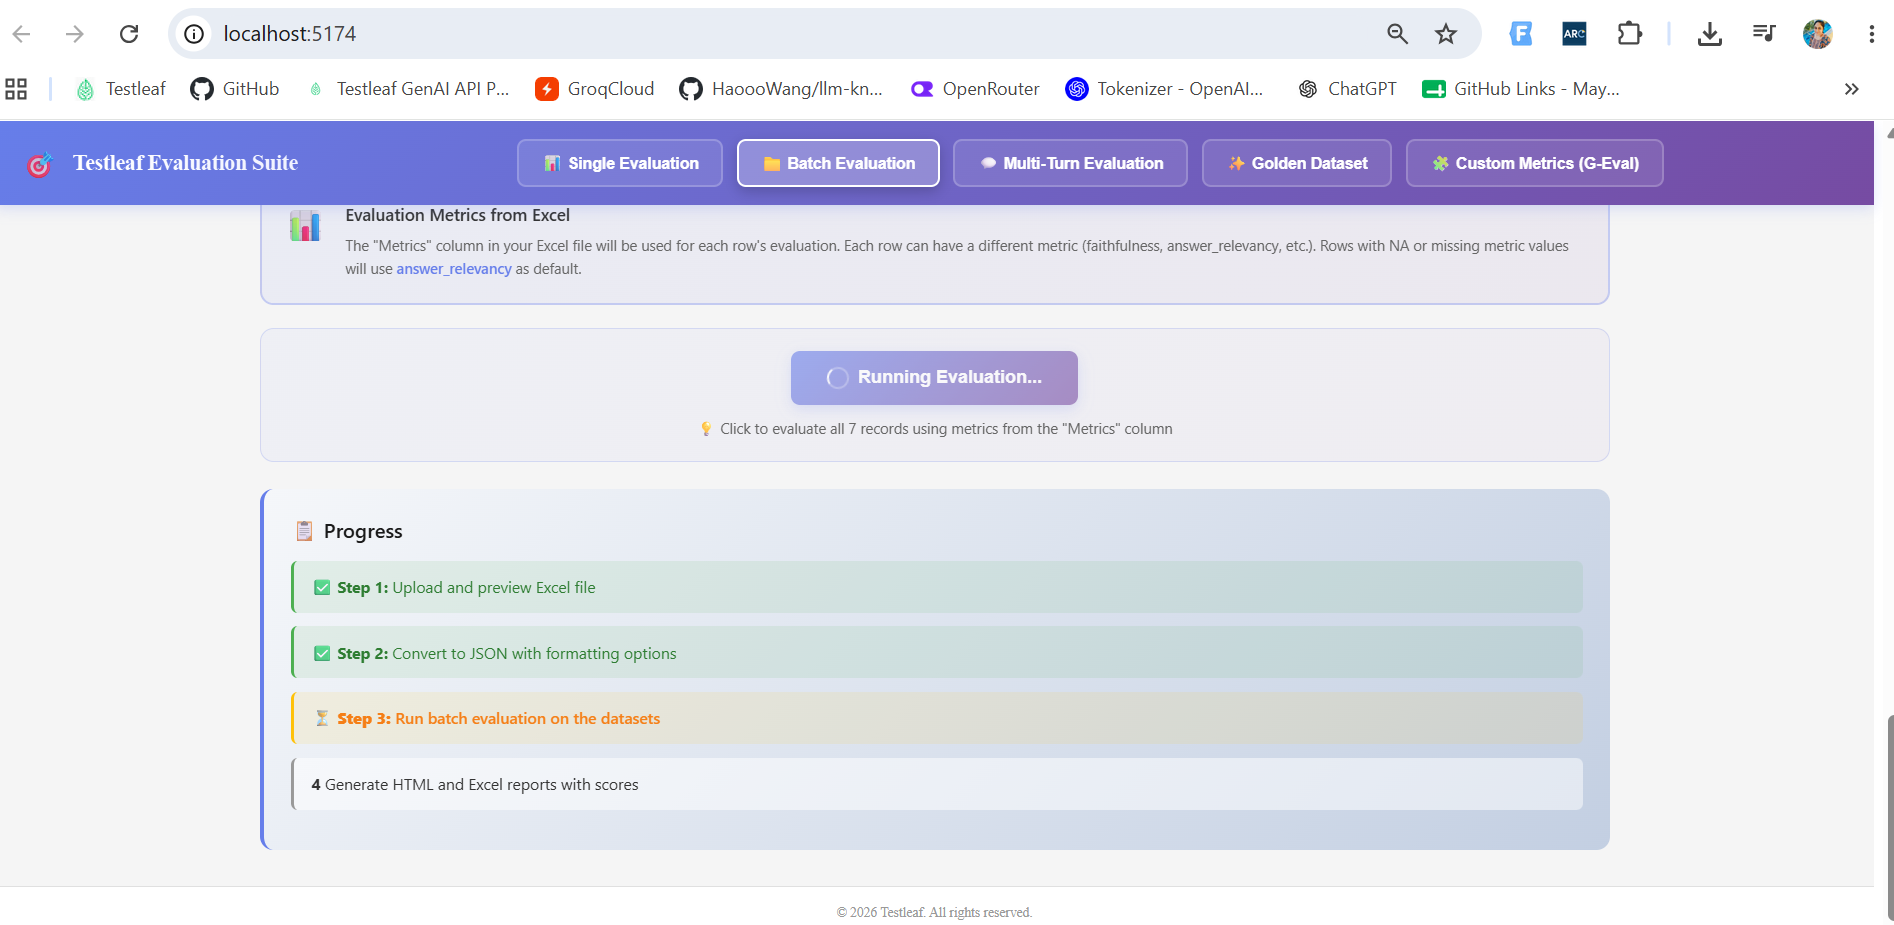 localhost:5174
Testleaf
GitHub
Testleaf GenAI API P...
GroqCloud
HaoooWang/llm-kn...
OpenRouter
Tokenizer - OpenAI...
ChatGPT
GitHub Links - May...
F
ARC
Testleaf Evaluation Suite
Single Evaluation
Batch Evaluation
Multi-Turn Evaluation
Golden Dataset
Custom Metrics (G-Eval)
Evaluation Metrics from Excel
The "Metrics" column in your Excel file will be used for each row's evaluation. Each row can have a different metric (faithfulness, answer_relevancy, etc.). Rows with NA or missing metric values
will use answer_relevancy as default.
Running Evaluation...
Click to evaluate all 7 records using metrics from the "Metrics" column
Progress
Step 1: Upload and preview Excel file
Step 2: Convert to JSON with formatting options
Step 3: Run batch evaluation on the datasets
4 Generate HTML and Excel reports with scores
© 2026 Testleaf. All rights reserved.